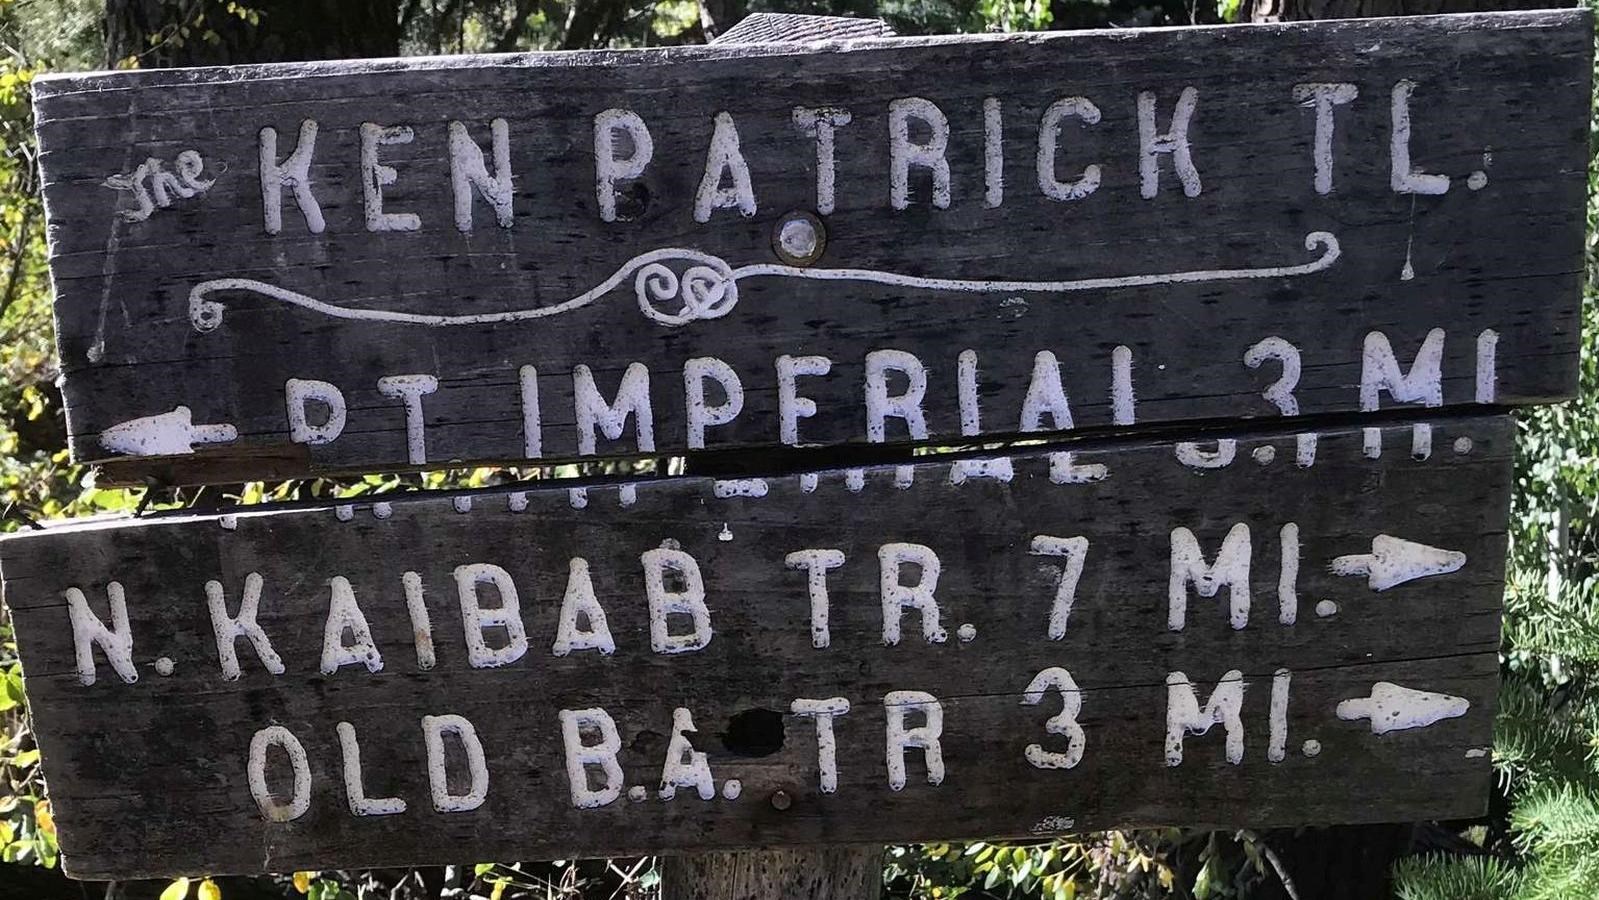 The KEN PATRICK TL.
PT IMPERIAL 3. MI.
N. KAIBAB TR. 7 MI.
OLD B.A. TR 3 MI.